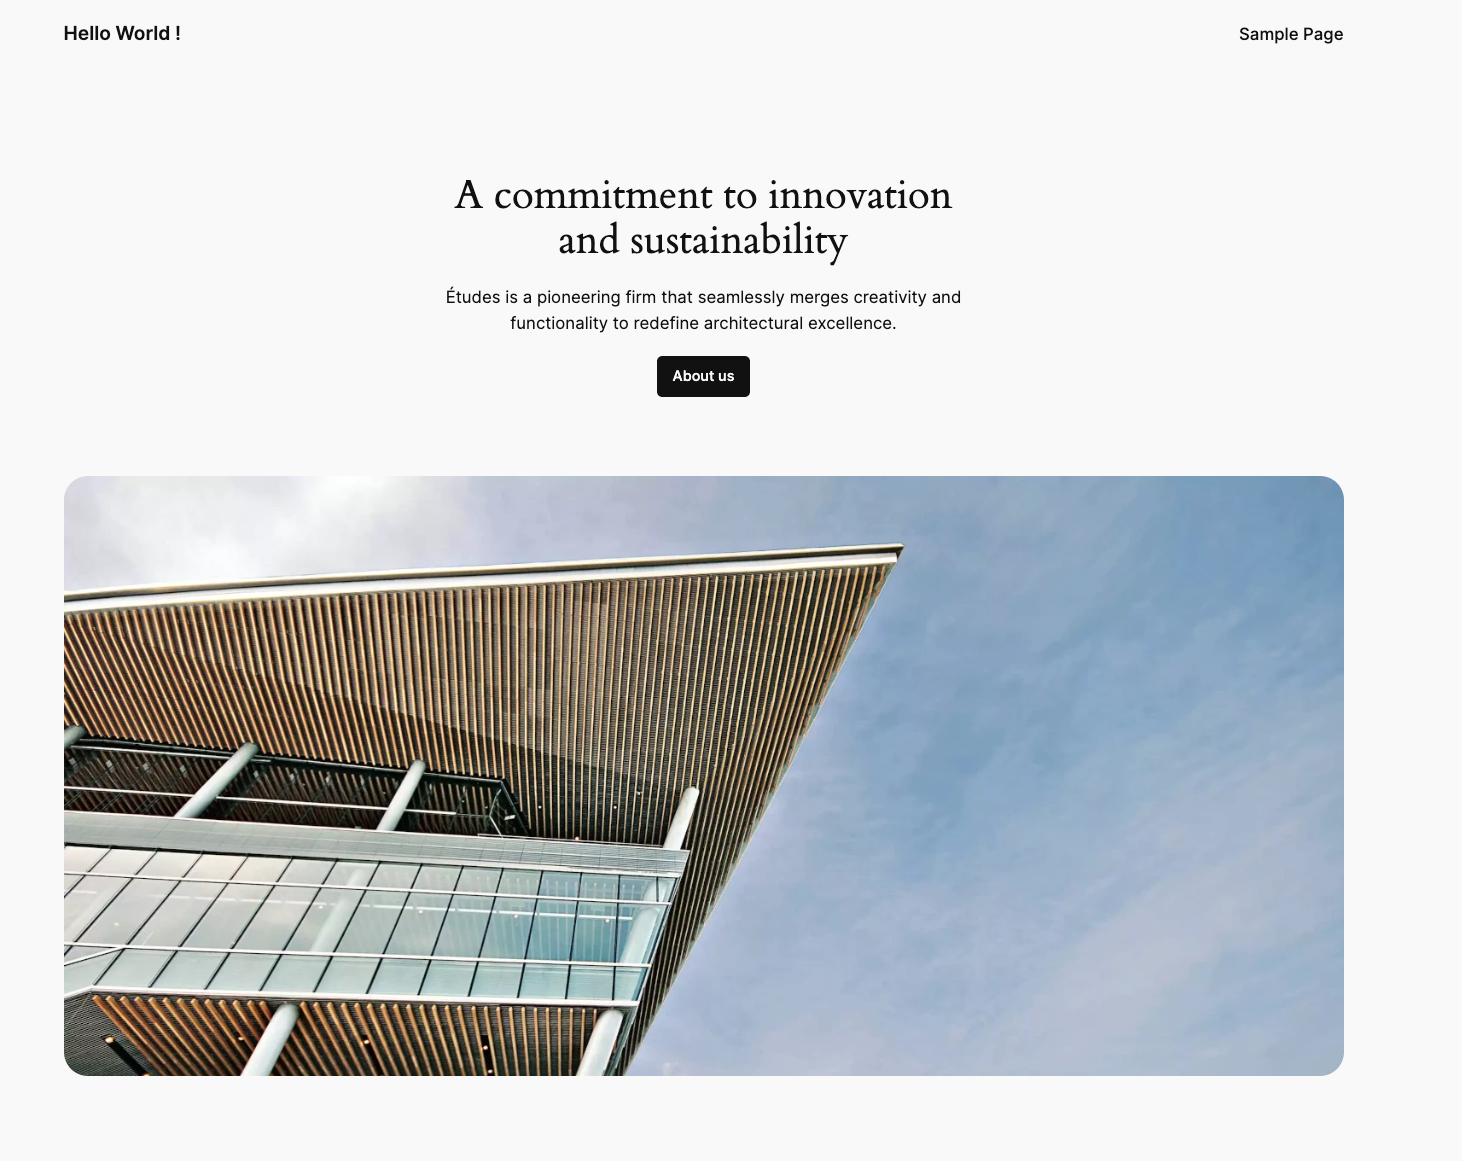 Hello World !
Sample Page
A commitment to innovation
and sustainability
Études is a pioneering firm that seamlessly merges creativity and
functionality to redefine architectural excellence.
About us